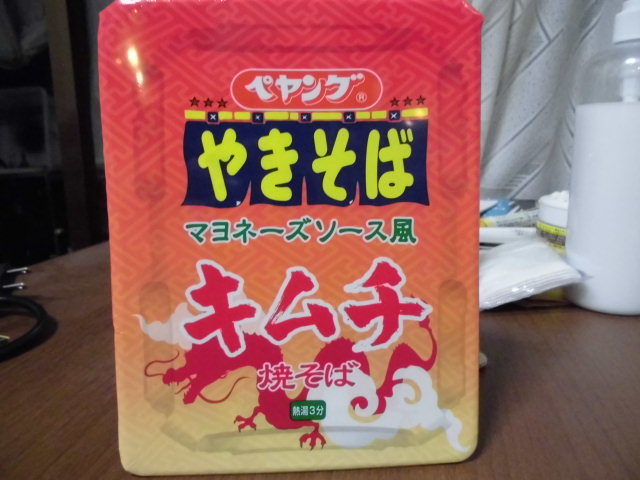 ペヤング®
やきそば
マヨネーズソース風
キムチ
焼そば
熱湯3分